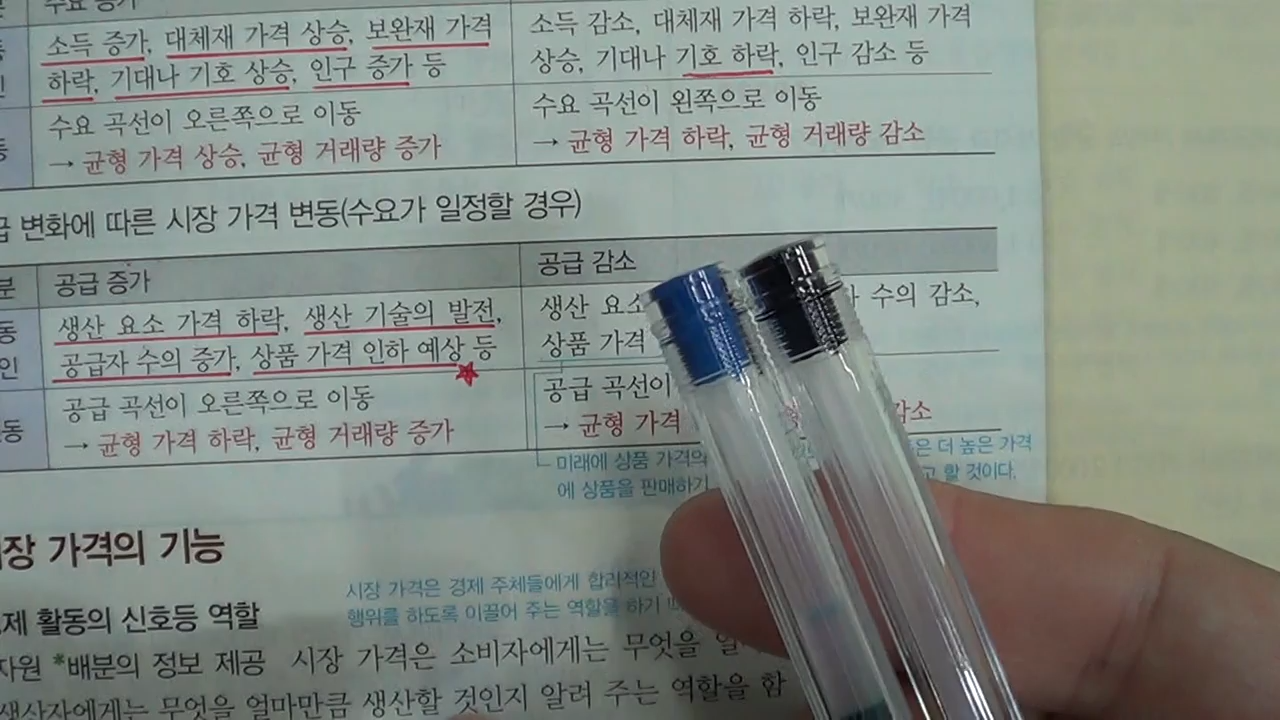 수요 증가
소득 증가, 대체재 가격 상승, 보완재 가격
하락, 기대나 기호 상승, 인구 증가 등
소득 감소, 대체재 가격 하락, 보완재 가격
상승, 기대나 기호 하락, 인구 감소 등
수요 곡선이 오른쪽으로 이동
→ 균형 가격 상승, 균형 거래량 증가
수요 곡선이 왼쪽으로 이동
→ 균형 가격 하락, 균형 거래량 감소
급 변화에 따른 시장 가격 변동(수요가 일정할 경우)
분
공급 증가
공급 감소
동
인
생산 요소 가격 하락, 생산 기술의 발전,
공급자 수의 증가, 상품 가격 인하 예상 등
생산 요소 수의 감소,
상품 가격
동
공급 곡선이 오른쪽으로 이동
→ 균형 가격 하락, 균형 거래량 증가
공급 곡선이
→ 균형 가격 감소
미래에 상품 가격의 은 더 높은 가격
에 상품을 판매하기 고 할 것이다.
장 가격의 기능
시장 가격은 경제 주체들에게 합리적인
행위를 하도록 이끌어 주는 역할을 하기
제 활동의 신호등 역할
자원 *배분의 정보 제공 시장 가격은 소비자에게는 무엇을
생산자에게는 무엇을 얼마만큼 생산할 것인지 알려 주는 역할을 함